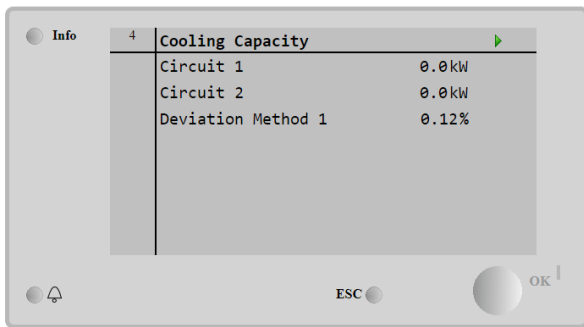 Info
4 Cooling Capacity
Circuit 1 0.0kW
Circuit 2 0.0kW
Deviation Method 1 0.12%
ESC
OK